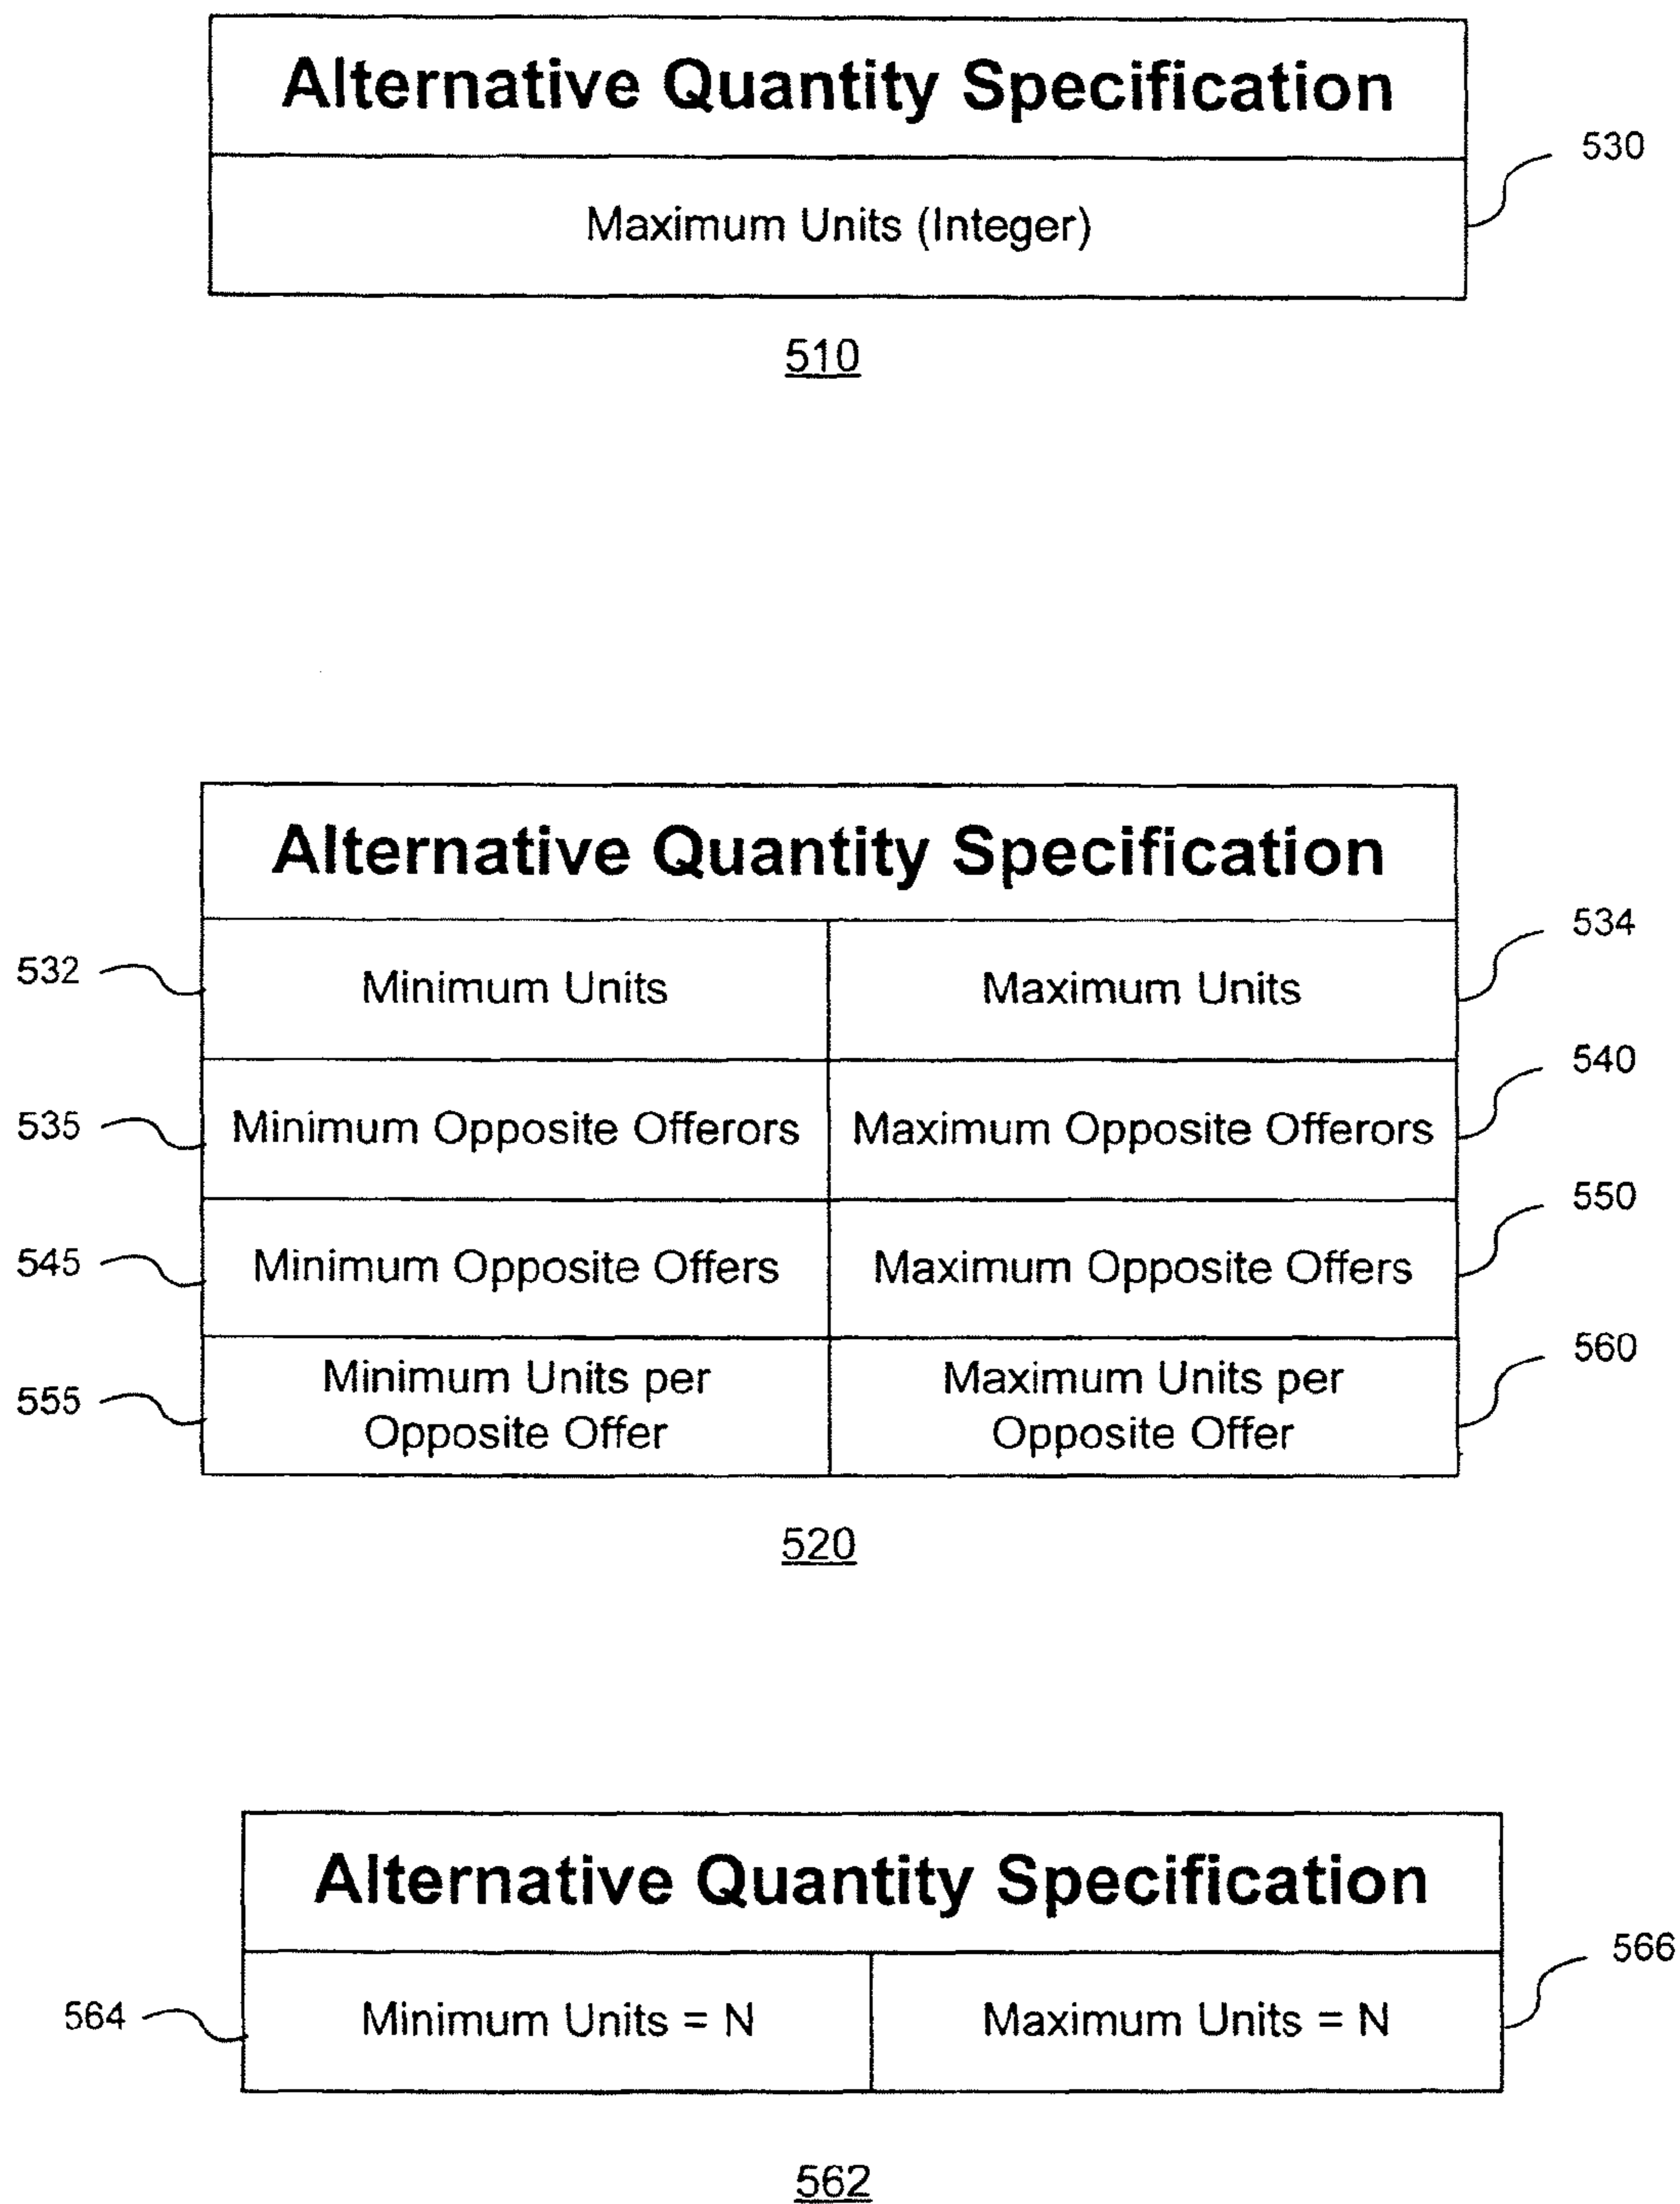 Alternative Quantity Specification
530
Maximum Units (Integer)
510
Alternative Quantity Specification
532
Minimum Units
Maximum Units
534
535
Minimum Opposite Offerors
Maximum Opposite Offerors
540
545
Minimum Opposite Offers
Maximum Opposite Offers
550
555
Minimum Units per
Opposite Offer
Maximum Units per
Opposite Offer
560
520
Alternative Quantity Specification
564
Minimum Units = N
Maximum Units = N
566
562